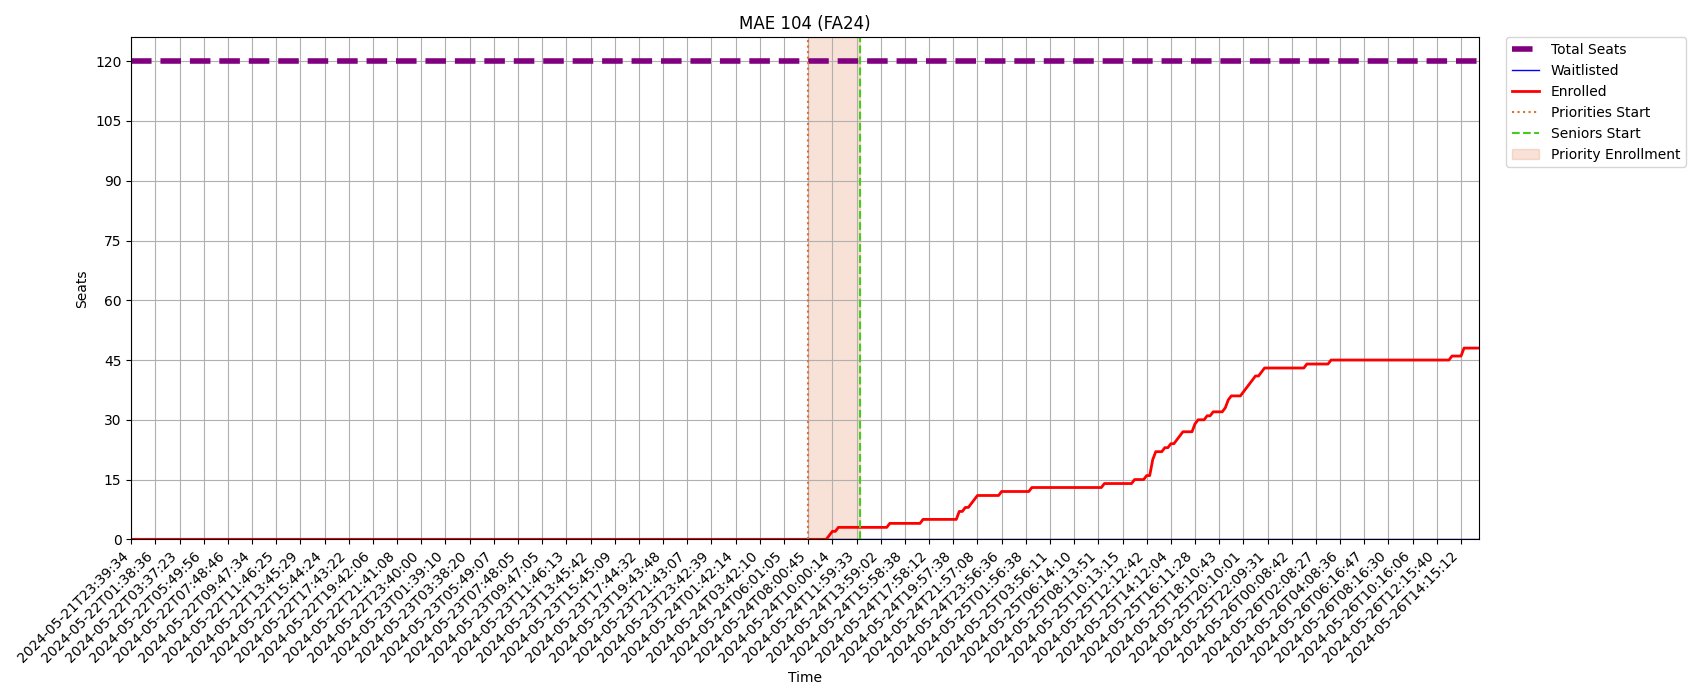 MAE 104 (FA24)
Total Seats
Waitlisted
Enrolled
Priorities Start
Seniors Start
Priority Enrollment
Seats
120
105
90
75
60
45
30
15
0
2024-05-21T23:39:34
2024-05-22T01:38:36
2024-05-22T03:37:23
2024-05-22T05:49:56
2024-05-22T07:48:46
2024-05-22T09:47:34
2024-05-22T11:46:25
2024-05-22T13:45:29
2024-05-22T15:44:24
2024-05-22T17:43:22
2024-05-22T19:42:06
2024-05-22T21:41:08
2024-05-22T23:40:00
2024-05-23T01:39:10
2024-05-23T03:38:20
2024-05-23T05:49:07
2024-05-23T07:48:05
2024-05-23T09:47:05
2024-05-23T11:46:13
2024-05-23T13:45:42
2024-05-23T15:45:09
2024-05-23T17:44:32
2024-05-23T19:43:48
2024-05-23T21:43:07
2024-05-23T23:42:39
2024-05-24T01:42:14
2024-05-24T03:42:10
2024-05-24T06:01:05
2024-05-24T08:00:45
2024-05-24T10:00:14
2024-05-24T11:59:33
2024-05-24T13:59:02
2024-05-24T15:58:38
2024-05-24T17:58:12
2024-05-24T19:57:38
2024-05-24T21:57:08
2024-05-24T23:56:36
2024-05-25T01:56:38
2024-05-25T03:56:11
2024-05-25T06:14:10
2024-05-25T08:13:51
2024-05-25T10:13:15
2024-05-25T12:12:42
2024-05-25T14:12:04
2024-05-25T16:11:28
2024-05-25T18:10:43
2024-05-25T20:10:01
2024-05-25T22:09:31
2024-05-26T00:08:42
2024-05-26T02:08:27
2024-05-26T04:08:36
2024-05-26T06:16:47
2024-05-26T08:16:30
2024-05-26T10:16:06
2024-05-26T12:15:40
2024-05-26T14:15:12
Time